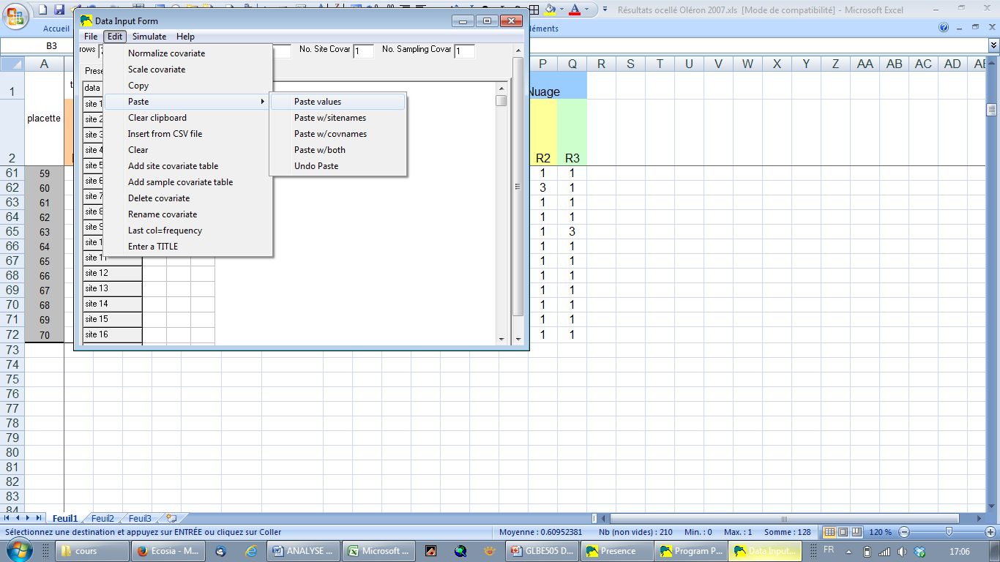 Résultats ocellé Oléron 2007.xls [Mode de compatibilité] - Microsoft Excel
Data Input Form
Accueil
éléments
File Edit Simulate Help
B3
rows
No. Site Covar 1
No. Sampling Covar 1
Normalize covariate
Scale covariate
Copy
Paste
Clear clipboard
Insert from CSV file
Clear
Add site covariate table
Add sample covariate table
Delete covariate
Rename covariate
Last col=frequency
Enter a TITLE
Paste values
Paste w/sitenames
Paste w/covnames
Paste w/both
Undo Paste
data
site 1
site 2
site 3
site 4
site 5
site 6
site 7
site 8
site 9
site 11
site 12
site 13
site 14
site 15
site 16
A P Q R S T U V W X Y Z AA AB AC AD AE
1 Nuage
placette
2 R2 R3
61 59 1 1
62 60 3 1
63 61 1 1
64 62 1 1
65 63 1 3
66 64 1 1
67 65 1 1
68 66 1 1
69 67 1 1
70 68 1 1
71 69 1 1
72 70 1 1
73
74
75
76
77
78
79
80
81
82
83
84
Feuil1 Feuil2 Feuil3
Sélectionnez une destination et appuyez sur ENTRÉE ou cliquez sur Coller
Moyenne : 0.60952381 Nb (non vides) : 210 Min. : 0 Max. : 1 Somme : 128 120 %
cours
Ecosia - M...
ANALYSE ...
Microsoft ...
GLBE505 D...
Presence
Program P...
Data Input...
FR
17:06